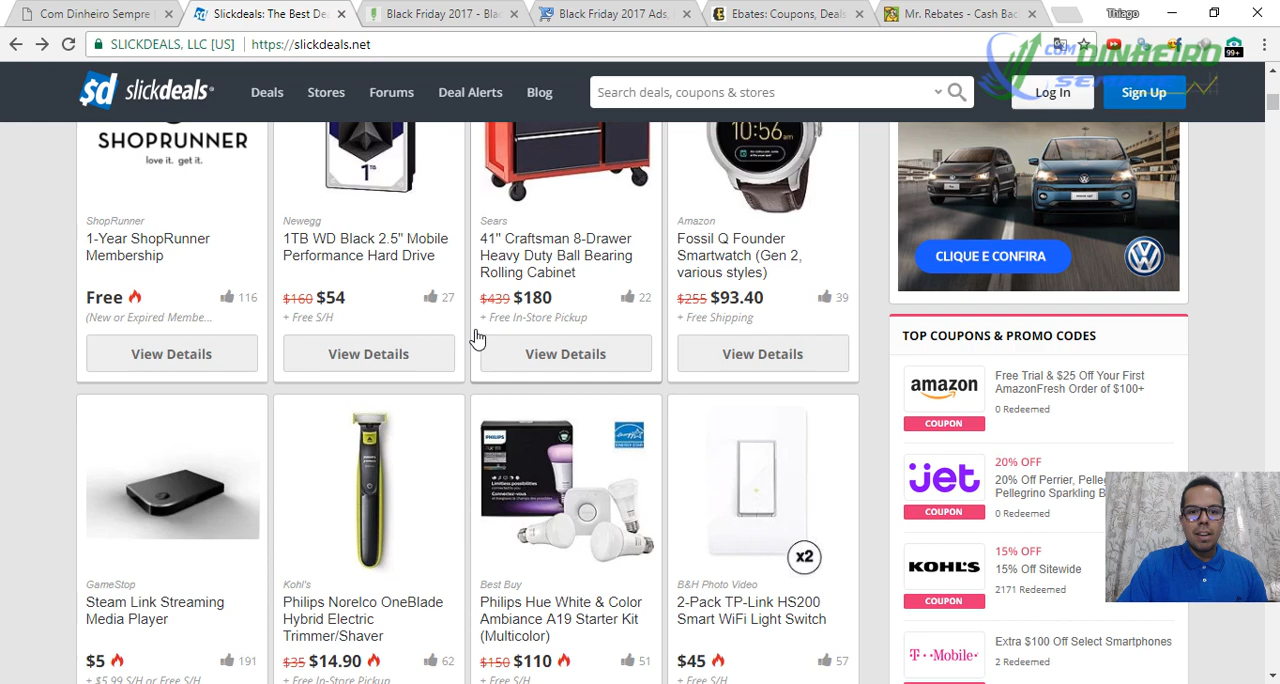 Com Dinheiro Sempre
Slickdeals: The Best De
Black Friday 2017 - Bla
Black Friday 2017 Ads,
Ebates: Coupons, Deals
Mr. Rebates - Cash Bac
Thiago
SLICKDEALS, LLC [US]
https://slickdeals.net
99+
COM DINHEIRO
SEMPRE
$d slickdeals
Deals
Stores
Forums
Deal Alerts
Blog
Search deals, coupons & stores
Log In
Sign Up
SHOPRUNNER
love it. get it.
1TB
10:56
ShopRunner
1-Year ShopRunner
Membership
Free 116
(New or Expired Membe...
View Details
Newegg
1TB WD Black 2.5" Mobile
Performance Hard Drive
$160 $54 27
+ Free S/H
View Details
Sears
41" Craftsman 8-Drawer
Heavy Duty Ball Bearing
Rolling Cabinet
$439 $180 22
+ Free In-Store Pickup
View Details
Amazon
Fossil Q Founder
Smartwatch (Gen 2,
various styles)
$255 $93.40 39
+ Free Shipping
View Details
CLIQUE E CONFIRA
TOP COUPONS & PROMO CODES
amazon
COUPON
Free Trial & $25 Off Your First
AmazonFresh Order of $100+
0 Redeemed
jet
COUPON
20% OFF
20% Off Perrier, Pelle
Pellegrino Sparkling B
0 Redeemed
KOHL'S
COUPON
15% OFF
15% Off Sitewide
2171 Redeemed
T-Mobile
Extra $100 Off Select Smartphones
2 Redeemed
GameStop
Steam Link Streaming
Media Player
$5 191
+ $5.99 S/H or Free S/H
Kohl's
Philips Norelco OneBlade
Hybrid Electric
Trimmer/Shaver
$35 $14.90 62
+ Free In-Store Pickup
PHILIPS
Best Buy
Philips Hue White & Color
Ambiance A19 Starter Kit
(Multicolor)
$150 $110 51
+ Free S/H
x2
B&H Photo Video
2-Pack TP-Link HS200
Smart WiFi Light Switch
$45 57
+ Free S/H